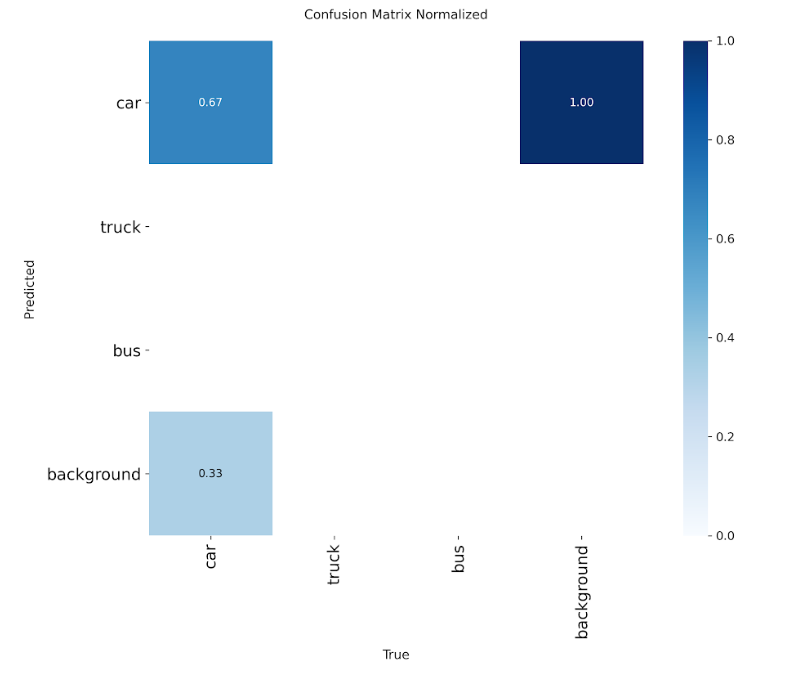 Confusion Matrix Normalized
car
0.67
1.00
truck
bus
background
0.33
Predicted
car
truck
bus
background
True
1.0
0.8
0.6
0.4
0.2
0.0